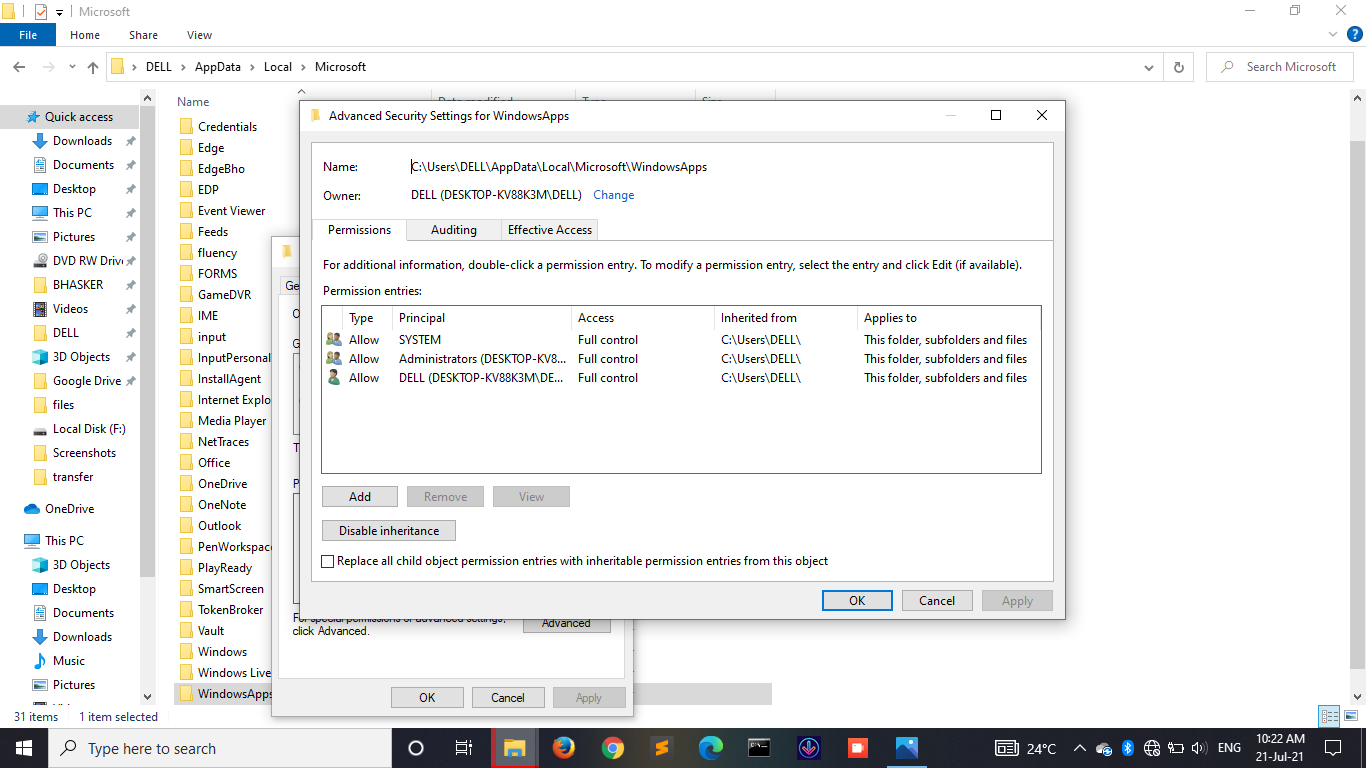 Microsoft
File Home Share View
DELL AppData Local Microsoft
Search Microsoft
Quick access
Downloads
Documents
Desktop
This PC
Pictures
DVD RW Driv
BHASKER
Videos
DELL
3D Objects
Google Drive
files
Local Disk (F:)
Screenshots
transfer
OneDrive
This PC
3D Objects
Desktop
Documents
Downloads
Music
Pictures
Name
Credentials
Edge
EdgeBho
EDP
Event Viewer
Feeds
fluency
FORMS
GameDVR
IME
input
InputPersonal
InstallAgent
Internet Explo
Media Player
NetTraces
Office
OneDrive
OneNote
Outlook
PenWorkspace
PlayReady
SmartScreen
TokenBroker
Vault
Windows
Windows Live
WindowsApps
Advanced Security Settings for WindowsApps
Name: C:\Users\DELL\AppData\Local\Microsoft\WindowsApps
Owner: DELL (DESKTOP-KV88K3M\DELL) Change
Permissions Auditing Effective Access
For additional information, double-click a permission entry. To modify a permission entry, select the entry and click Edit (if available).
Permission entries:
Type Principal Access Inherited from Applies to
Allow SYSTEM Full control C:\Users\DELL\ This folder, subfolders and files
Allow Administrators (DESKTOP-KV8... Full control C:\Users\DELL\ This folder, subfolders and files
Allow DELL (DESKTOP-KV88K3M\DE... Full control C:\Users\DELL\ This folder, subfolders and files
Add Remove View
Disable inheritance
Replace all child object permission entries with inheritable permission entries from this object
OK Cancel Apply
click Advanced.
Advanced
OK Cancel Apply
31 items 1 item selected
Type here to search
24°C
ENG
10:22 AM
21-Jul-21